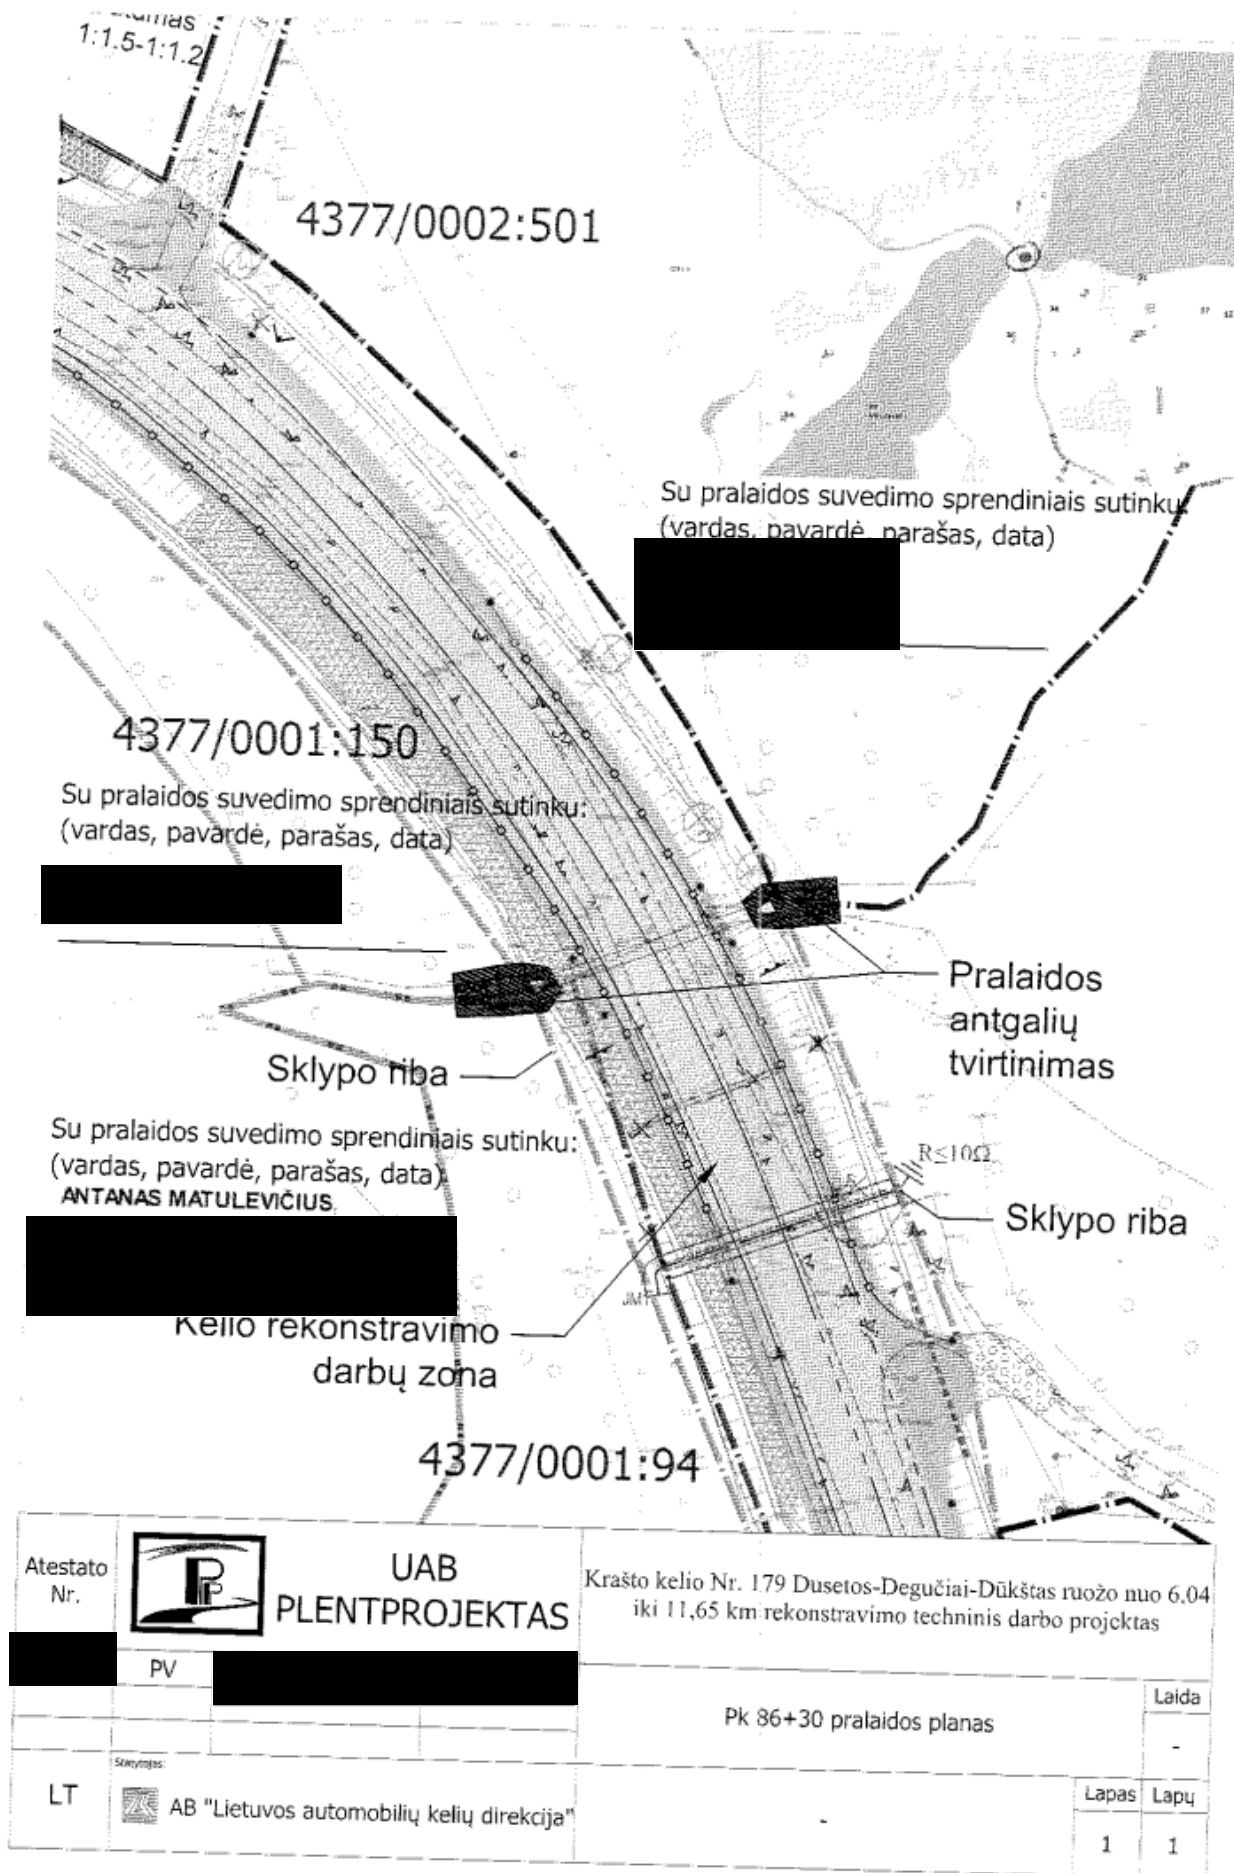 1:1.5-1:1.2
4377/0002:501
Su pralaidos suvedimo sprendiniais sutinku:
(vardas, pavardė, parašas, data)
4377/0001:150
Su pralaidos suvedimo sprendiniais sutinku:
(vardas, pavardė, parašas, data)
Pralaidos
antgalių
tvirtinimas
Sklypo riba
Su pralaidos suvedimo sprendiniais sutinku:
(vardas, pavardė, parašas, data)
ANTANAS MATULEVIČIUS
R≤10Ω
Sklypo riba
JM1
Kelio rekonstravimo
darbų zona
4377/0001:94
Atestato
Nr.
UAB
PLENTPROJEKTAS
Krašto kelio Nr. 179 Dusetos-Degučiai-Dūkštas ruožo nuo 6.04
iki 11,65 km rekonstravimo techninis darbo projektas
PV
Pk 86+30 pralaidos planas
Laida
-
LT
Statytojas:
AB "Lietuvos automobilių kelių direkcija"
-
Lapas
Lapų
1
1